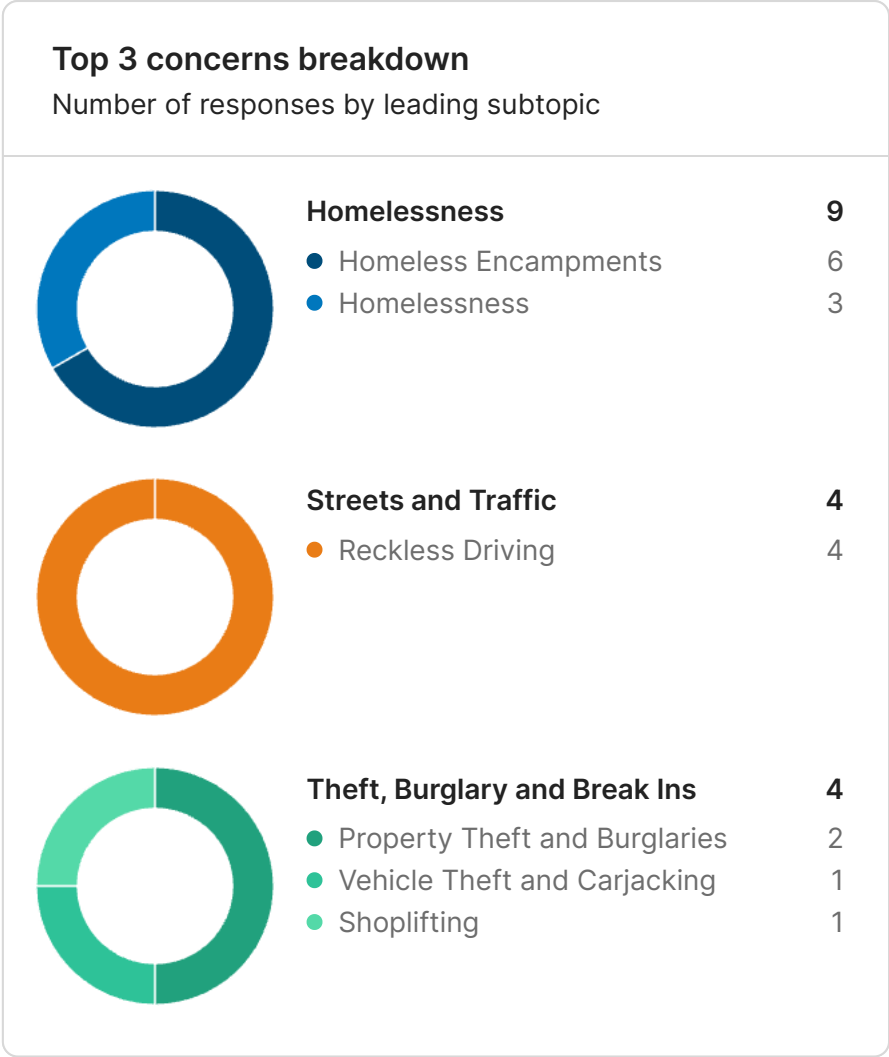 Top 3 concerns breakdown
Number of responses by leading subtopic
Homelessness 9
Homeless Encampments 6
Homelessness 3
Streets and Traffic 4
Reckless Driving 4
Theft, Burglary and Break Ins 4
Property Theft and Burglaries 2
Vehicle Theft and Carjacking 1
Shoplifting 1